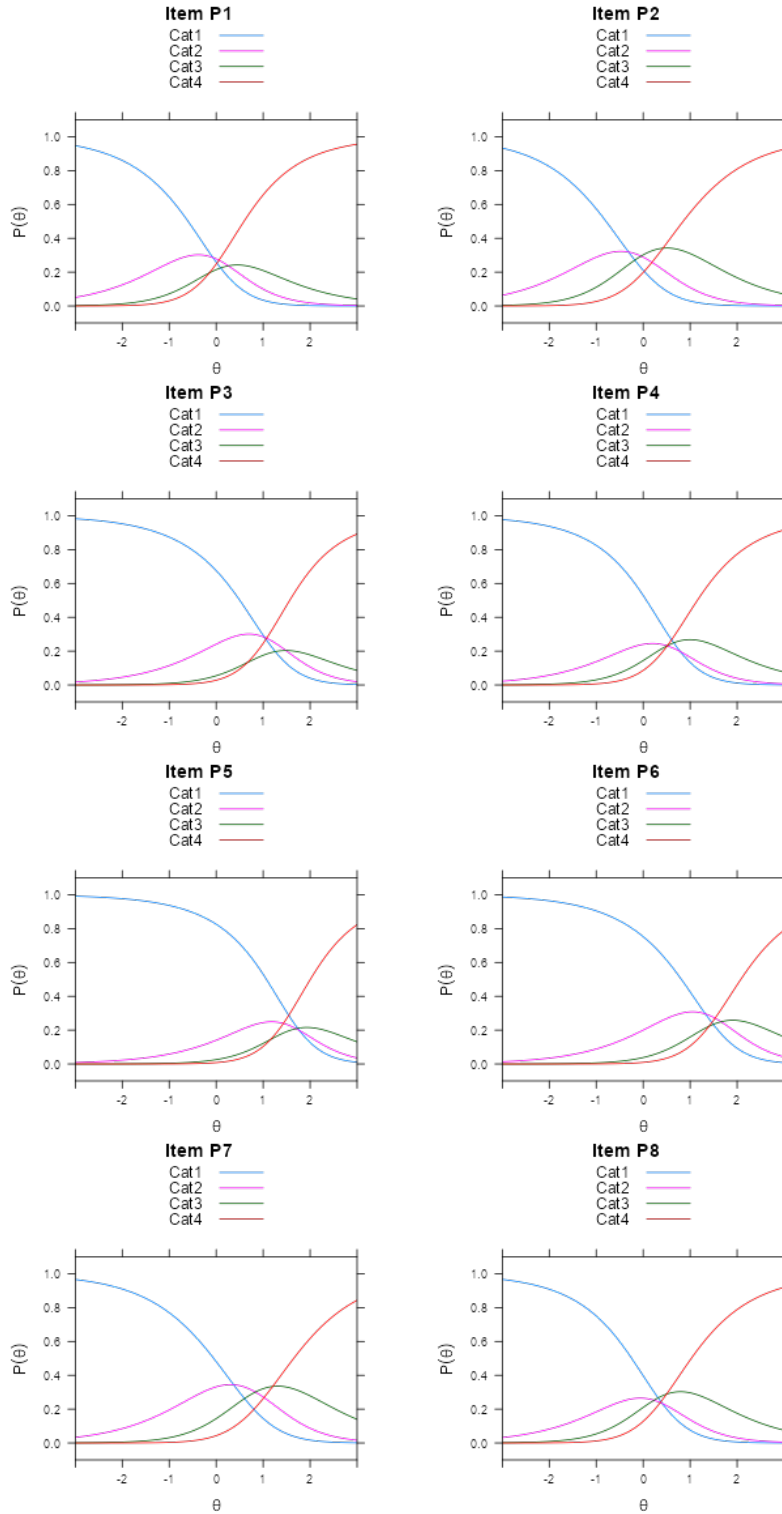 Item P1
Cat1
Cat2
Cat3
Cat4
1.0
0.8
0.6
0.4
0.2
0.0
P(θ)
-2 -1 0 1 2
θ
Item P2
Cat1
Cat2
Cat3
Cat4
1.0
0.8
0.6
0.4
0.2
0.0
P(θ)
-2 -1 0 1 2
θ
Item P3
Cat1
Cat2
Cat3
Cat4
1.0
0.8
0.6
0.4
0.2
0.0
P(θ)
-2 -1 0 1 2
θ
Item P4
Cat1
Cat2
Cat3
Cat4
1.0
0.8
0.6
0.4
0.2
0.0
P(θ)
-2 -1 0 1 2
θ
Item P5
Cat1
Cat2
Cat3
Cat4
1.0
0.8
0.6
0.4
0.2
0.0
P(θ)
-2 -1 0 1 2
θ
Item P6
Cat1
Cat2
Cat3
Cat4
1.0
0.8
0.6
0.4
0.2
0.0
P(θ)
-2 -1 0 1 2
θ
Item P7
Cat1
Cat2
Cat3
Cat4
1.0
0.8
0.6
0.4
0.2
0.0
P(θ)
-2 -1 0 1 2
θ
Item P8
Cat1
Cat2
Cat3
Cat4
1.0
0.8
0.6
0.4
0.2
0.0
P(θ)
-2 -1 0 1 2
θ